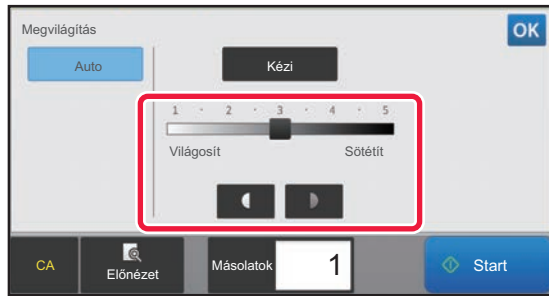 Megvilágítás
OK
Auto
Kézi
1 · 2 · 3 · 4 · 5
Világosít
Sötétít
CA
Előnézet
Másolatok
1
Start